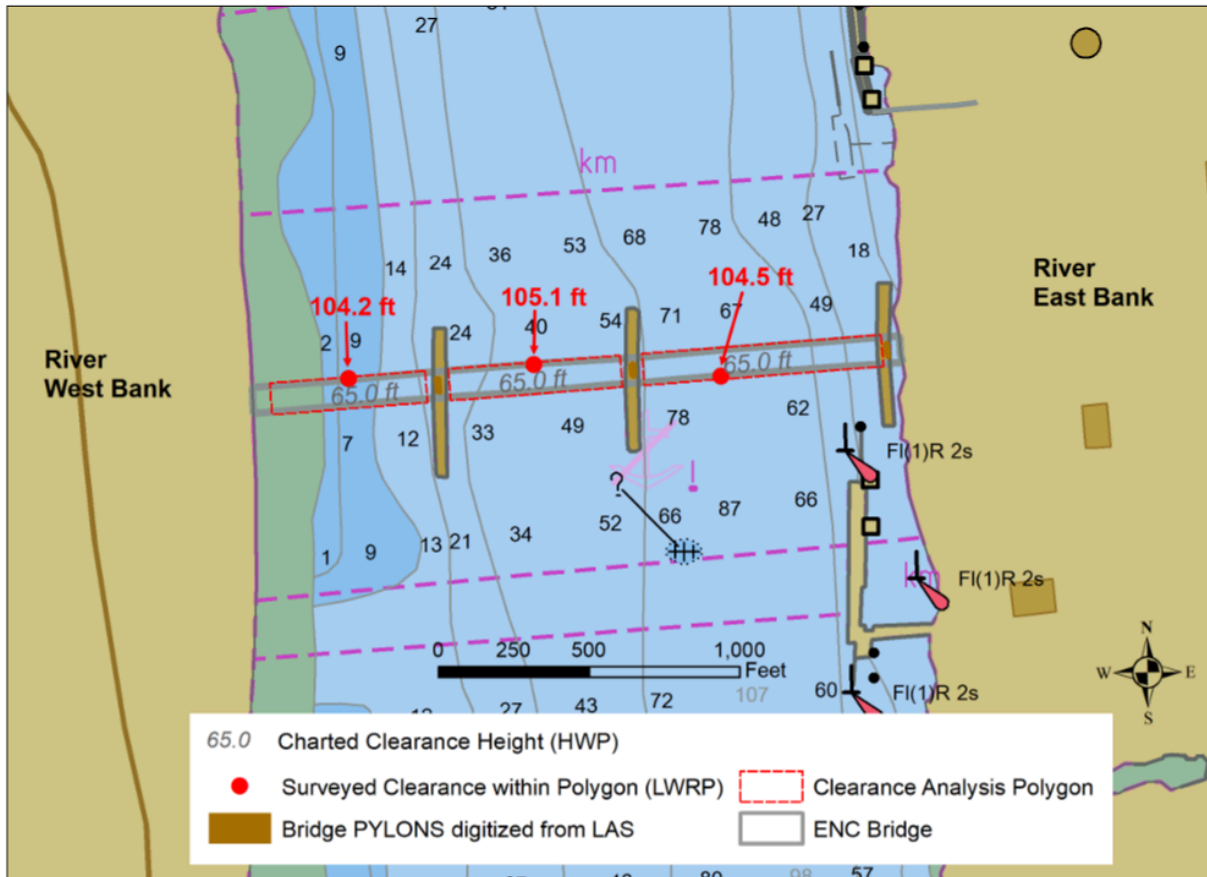 27
9
km
27
48
78
68
53
18
36
24
14
104.5 ft
River
East Bank
105.1 ft
104.2 ft
49
67
71
54
40
24
2 9
River
West Bank
65.0 ft
65.0 ft
65.0 ft
62
78
49
33
12
7
Fl(1)R 2s
?
!
66
87
66
52
34
13 21
9
1
km
Fl(1)R 2s
0 250 500 1,000
Feet
N
W E
S
Fl(1)R 2s
60
107
72
43
27
65.0 Charted Clearance Height (HWP)
Surveyed Clearance within Polygon (LWRP)
Clearance Analysis Polygon
Bridge PYLONS digitized from LAS
ENC Bridge
57